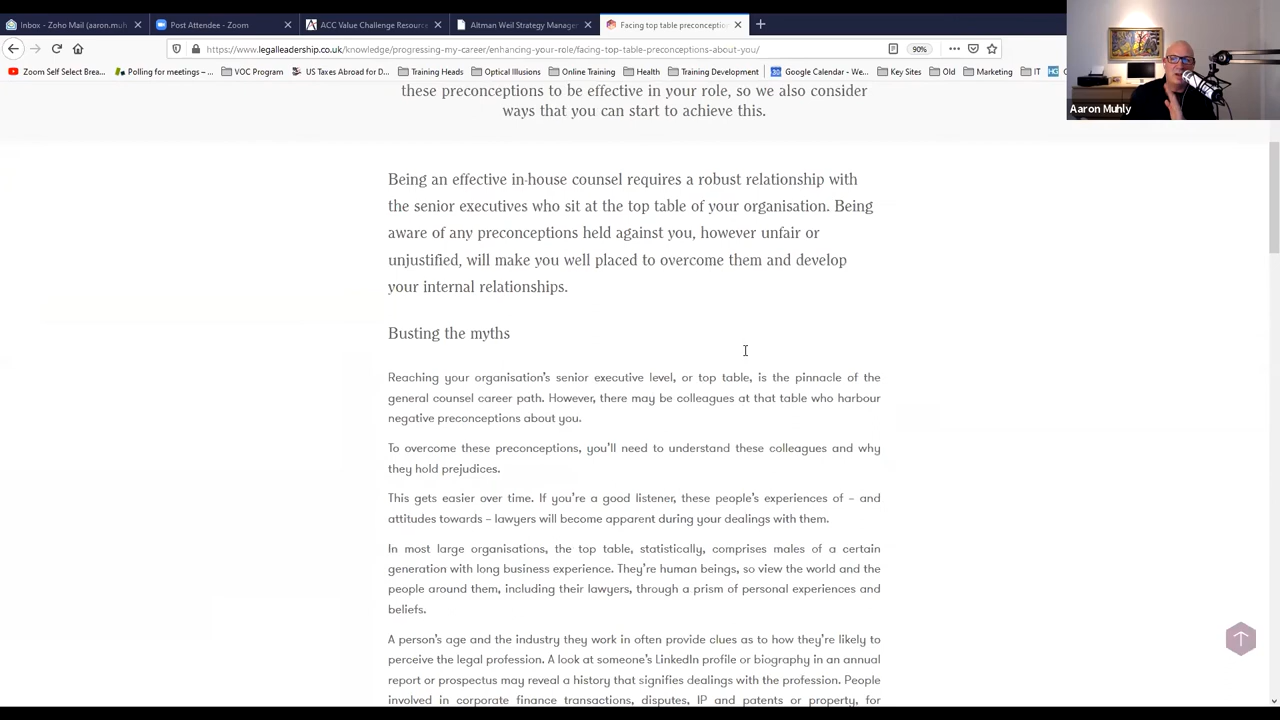 Inbox - Zoho Mail (aaron.muh
Post Attendee - Zoom
ACC Value Challenge Resource
Altman Weil Strategy Manager
Facing top table preconceptio
https://www.legalleadership.co.uk/knowledge/progressing-my-career/enhancing-your-role/facing-top-table-preconceptions-about-you/
90%
Zoom Self Select Brea...
Polling for meetings – ...
VOC Program
US Taxes Abroad for D...
Training Heads
Optical Illusions
Online Training
Health
Training Development
Google Calendar - We...
Key Sites
Old
Marketing
IT
HG
Aaron Muhly
these preconceptions to be effective in your role, so we also consider
ways that you can start to achieve this.
Being an effective in-house counsel requires a robust relationship with
the senior executives who sit at the top table of your organisation. Being
aware of any preconceptions held against you, however unfair or
unjustified, will make you well placed to overcome them and develop
your internal relationships.
Busting the myths
Reaching your organisation's senior executive level, or top table, is the pinnacle of the
general counsel career path. However, there may be colleagues at that table who harbour
negative preconceptions about you.
To overcome these preconceptions, you'll need to understand these colleagues and why
they hold prejudices.
This gets easier over time. If you're a good listener, these people's experiences of – and
attitudes towards – lawyers will become apparent during your dealings with them.
In most large organisations, the top table, statistically, comprises males of a certain
generation with long business experience. They're human beings, so view the world and the
people around them, including their lawyers, through a prism of personal experiences and
beliefs.
A person's age and the industry they work in often provide clues as to how they're likely to
perceive the legal profession. A look at someone's LinkedIn profile or biography in an annual
report or prospectus may reveal a history that signifies dealings with the profession. People
involved in corporate finance transactions, disputes, IP and patents or property, for